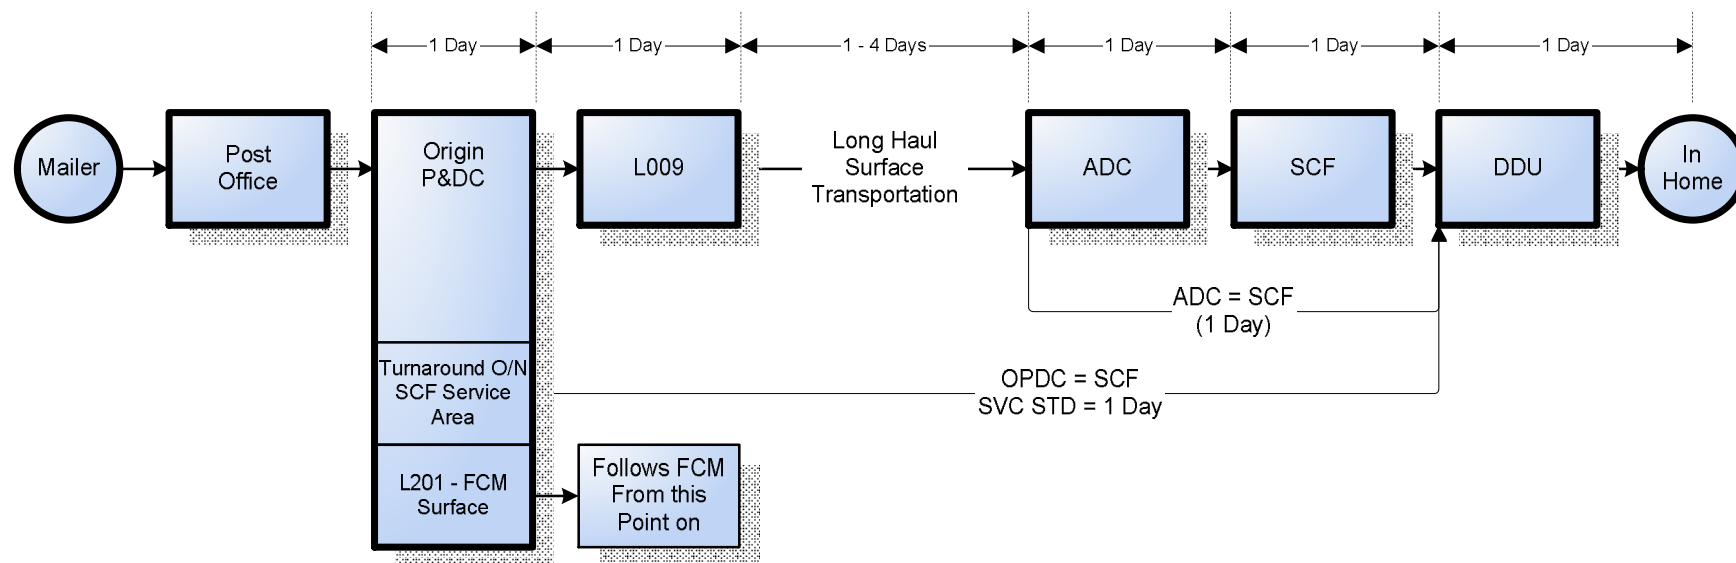 1 Day
1 Day
1 - 4 Days
1 Day
1 Day
1 Day
Mailer
Post
Office
Origin
P&DC
L009
Long Haul
Surface
Transportation
ADC
SCF
DDU
In
Home
ADC = SCF
(1 Day)
Turnaround O/N
SCF Service
Area
OPDC = SCF
SVC STD = 1 Day
L201 - FCM
Surface
Follows FCM
From this
Point on